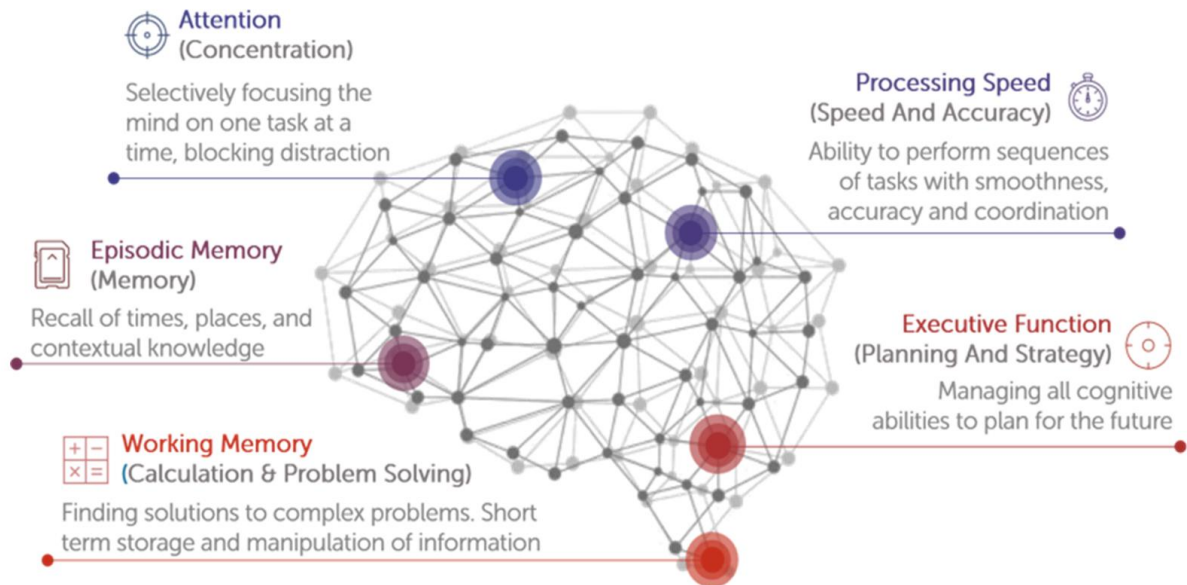 Attention
(Concentration)
Selectively focusing the
mind on one task at a
time, blocking distraction
Processing Speed
(Speed And Accuracy)
Ability to perform sequences
of tasks with smoothness,
accuracy and coordination
Episodic Memory
(Memory)
Recall of times, places, and
contextual knowledge
Executive Function
(Planning And Strategy)
Managing all cognitive
abilities to plan for the future
+ −
× =
Working Memory
(Calculation & Problem Solving)
Finding solutions to complex problems. Short
term storage and manipulation of information